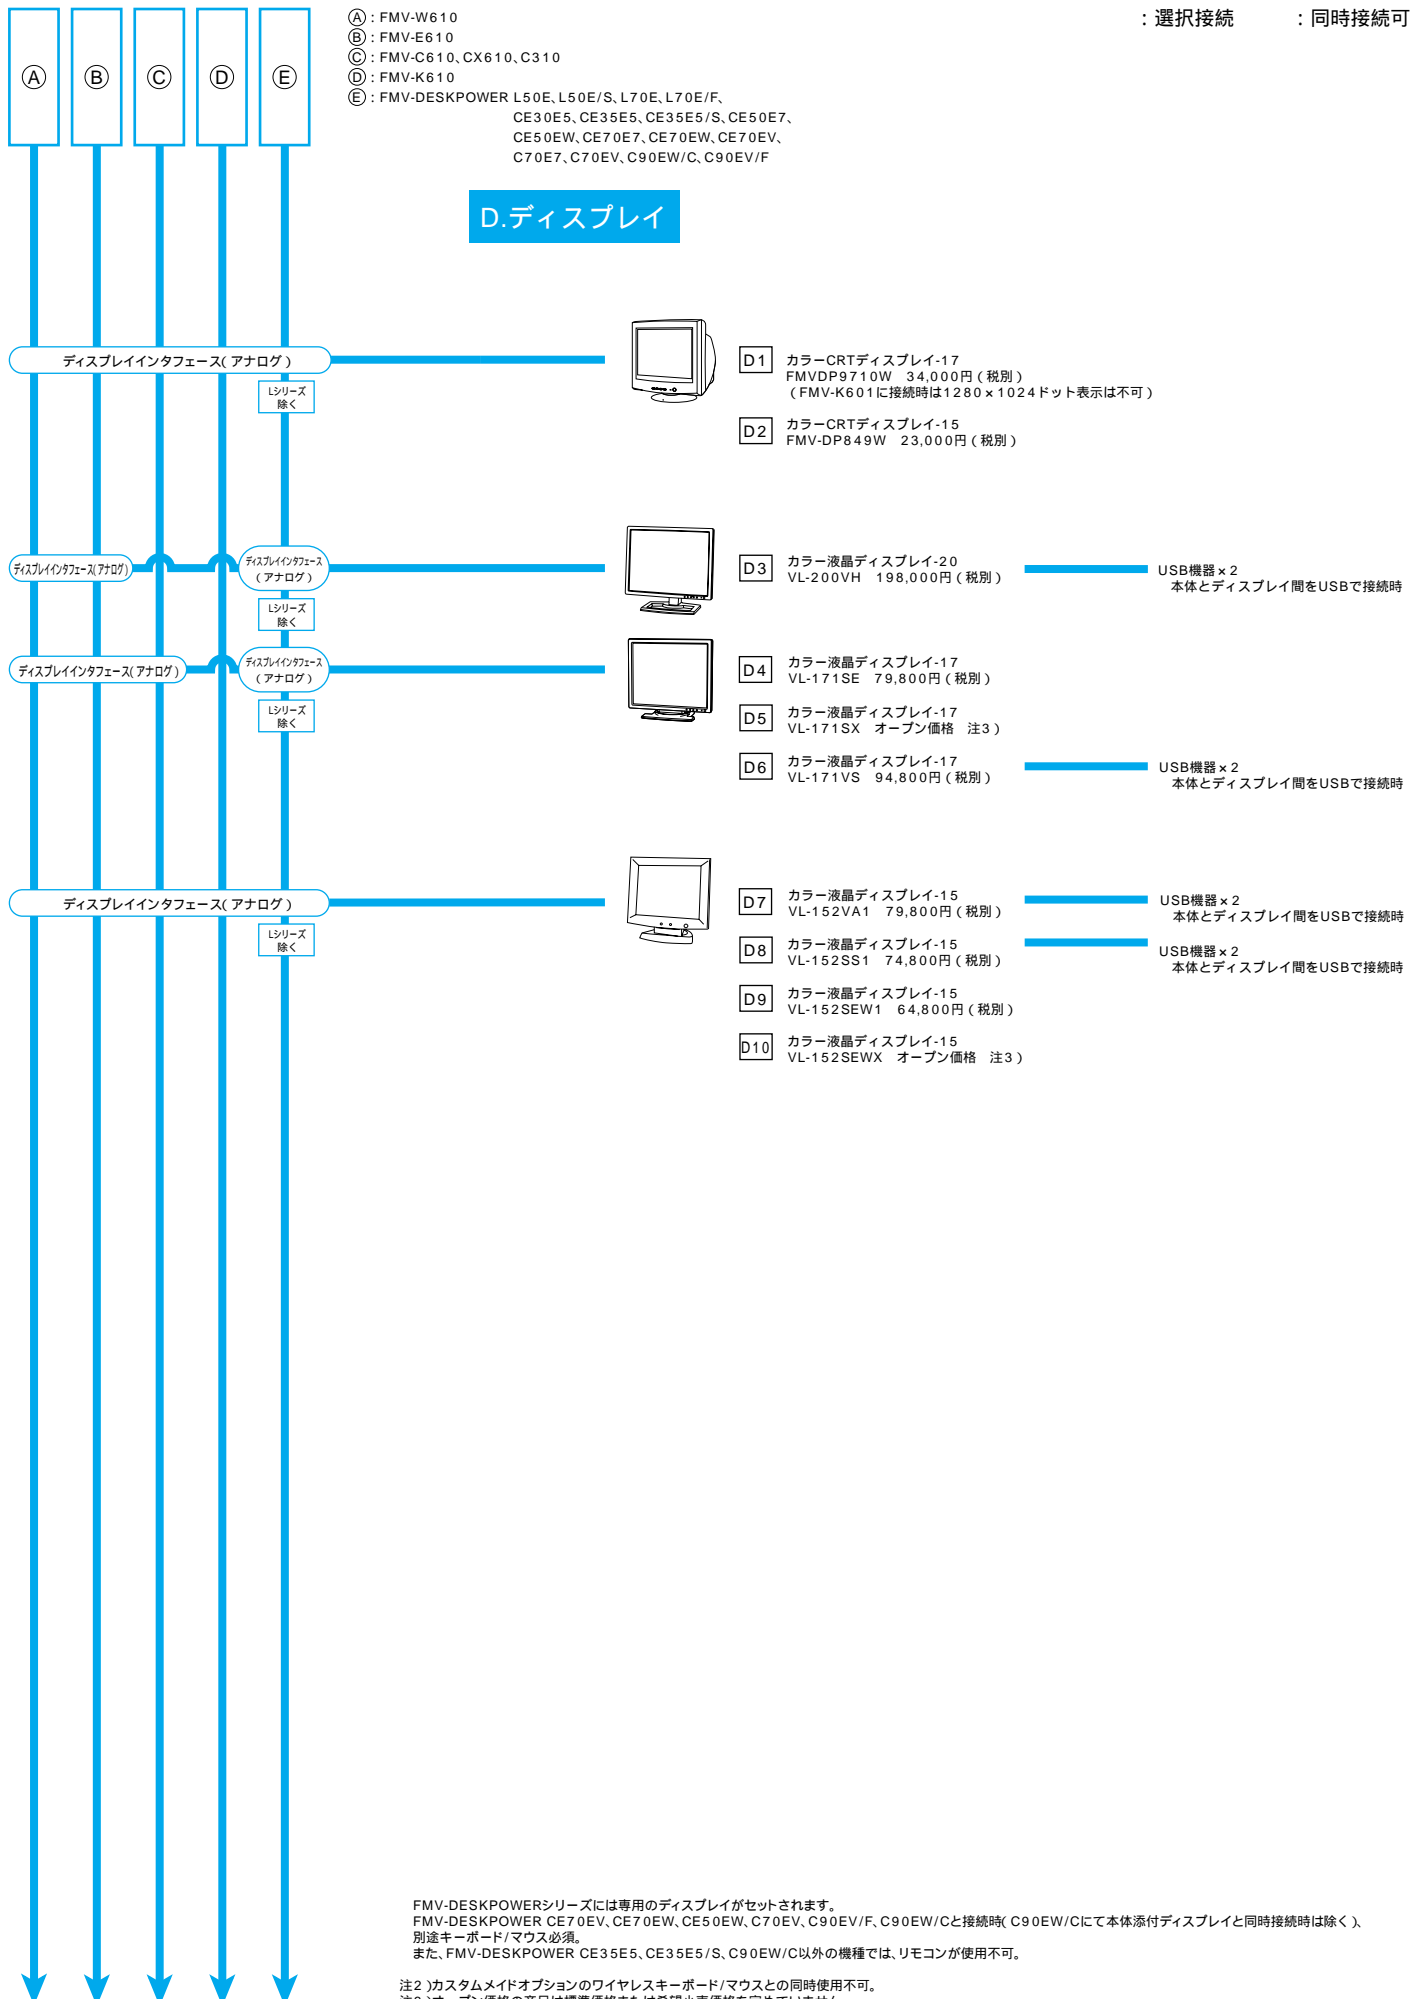 Ⓐ：FMV-W610
Ⓑ：FMV-E610
Ⓒ：FMV-C610、CX610、C310
Ⓓ：FMV-K610
Ⓔ：FMV-DESKPOWER L50E、L50E/S、L70E、L70E/F、
CE30E5、CE35E5、CE35E5/S、CE50E7、
CE50EW、CE70E7、CE70EW、CE70EV、
C70E7、C70EV、C90EW/C、C90EV/F
：選択接続　　：同時接続可
Ⓐ Ⓑ Ⓒ Ⓓ Ⓔ
D.ディスプレイ
ディスプレイインタフェース(アナログ)
Lシリーズ
除く
D1 カラーCRTディスプレイ-17
FMVDP9710W　34,000円(税別)
(FMV-K601に接続時は1280×1024ドット表示は不可)
D2 カラーCRTディスプレイ-15
FMV-DP849W　23,000円(税別)
ディスプレイインタフェース(アナログ)
ディスプレイインタフェース
(アナログ)
Lシリーズ
除く
D3 カラー液晶ディスプレイ-20
VL-200VH　198,000円(税別)
USB機器×2
本体とディスプレイ間をUSBで接続時
ディスプレイインタフェース(アナログ)
ディスプレイインタフェース
(アナログ)
Lシリーズ
除く
D4 カラー液晶ディスプレイ-17
VL-171SE　79,800円(税別)
D5 カラー液晶ディスプレイ-17
VL-171SX　オープン価格　注3)
D6 カラー液晶ディスプレイ-17
VL-171VS　94,800円(税別)
USB機器×2
本体とディスプレイ間をUSBで接続時
ディスプレイインタフェース(アナログ)
Lシリーズ
除く
D7 カラー液晶ディスプレイ-15
VL-152VA1　79,800円(税別)
USB機器×2
本体とディスプレイ間をUSBで接続時
D8 カラー液晶ディスプレイ-15
VL-152SS1　74,800円(税別)
USB機器×2
本体とディスプレイ間をUSBで接続時
D9 カラー液晶ディスプレイ-15
VL-152SEW1　64,800円(税別)
D10 カラー液晶ディスプレイ-15
VL-152SEWX　オープン価格　注3)
FMV-DESKPOWERシリーズには専用のディスプレイがセットされます。
FMV-DESKPOWER CE70EV、CE70EW、CE50EW、C70EV、C90EV/F、C90EW/Cと接続時(C90EW/Cにて本体添付ディスプレイと同時接続時は除く)、
別途キーボード/マウス必須。
また、FMV-DESKPOWER CE35E5、CE35E5/S、C90EW/C以外の機種では、リモコンが使用不可。
注2)カスタムメイドオプションのワイヤレスキーボード/マウスとの同時使用不可。